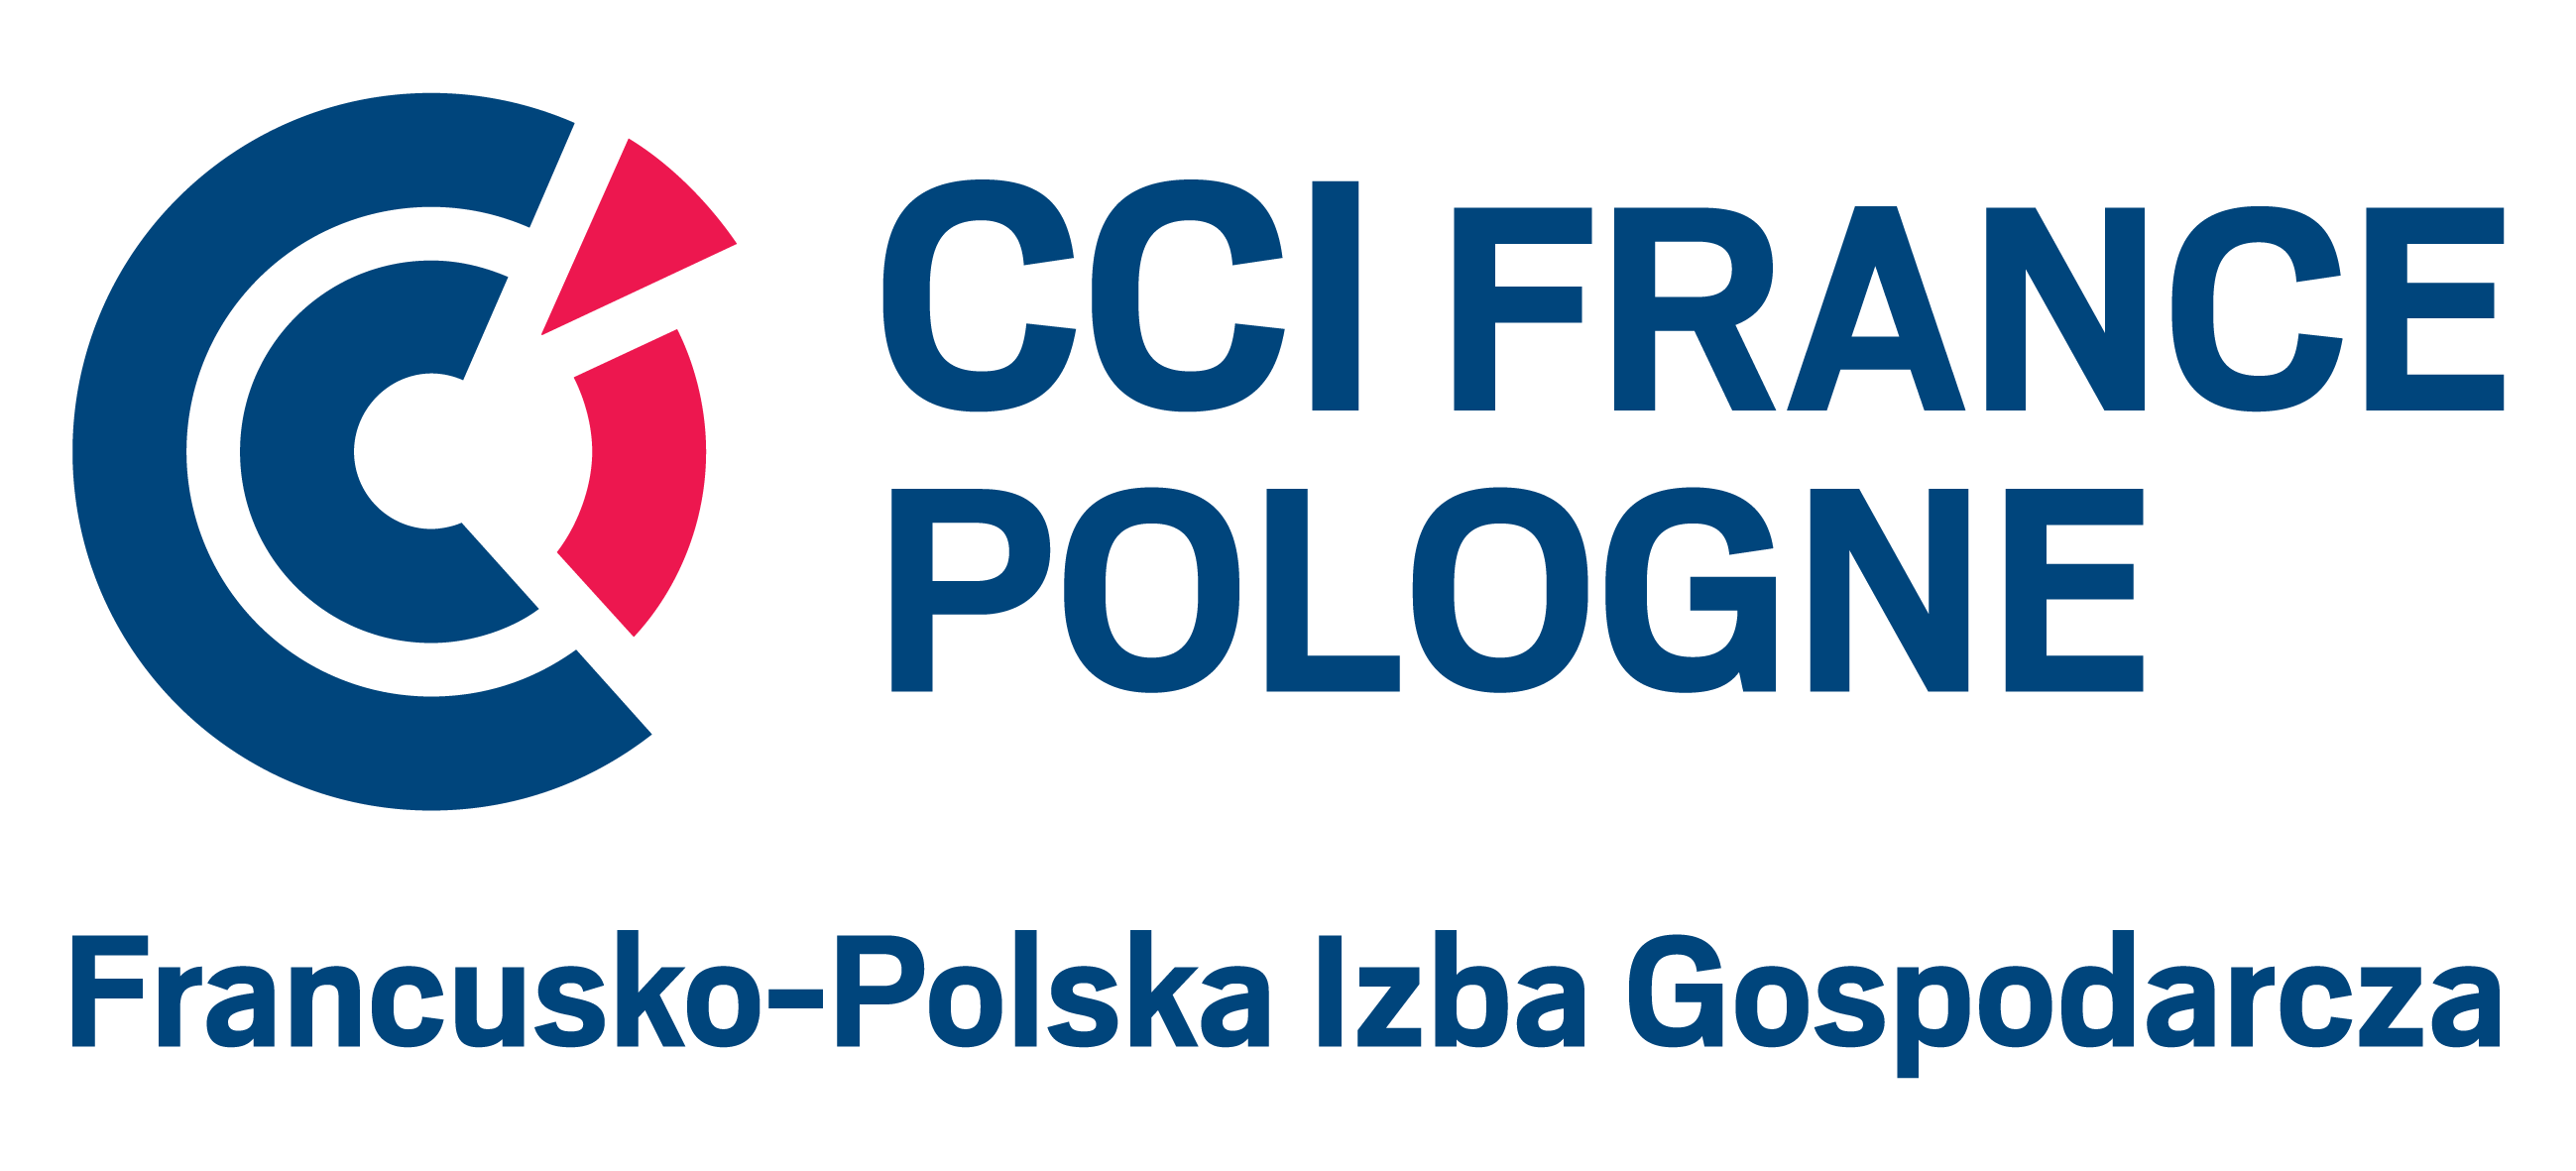 CCI FRANCE
POLOGNE
Francusko-Polska Izba Gospodarcza